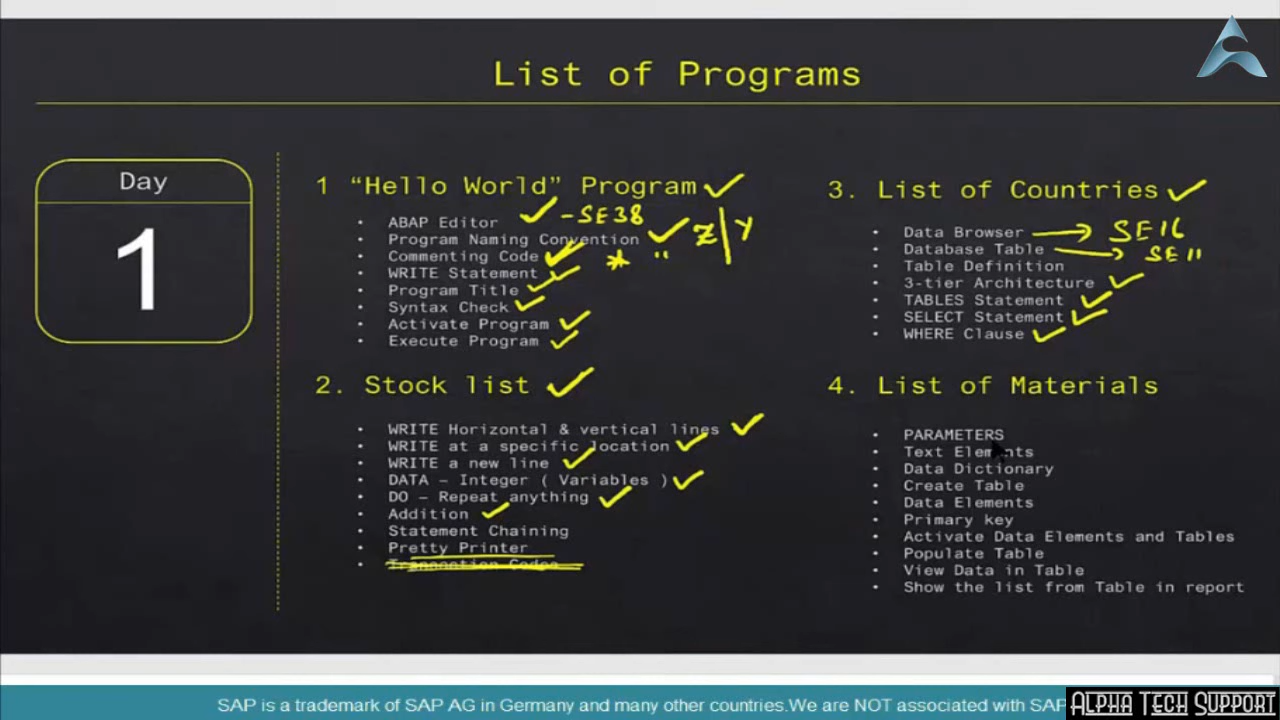 List of Programs
Day
1
1 “Hello World” Program
• ABAP Editor -SE38
• Program Naming Convention Z|Y
• Commenting Code * "
• WRITE Statement
• Program Title
• Syntax Check
• Activate Program
• Execute Program
2. Stock list
• WRITE Horizontal & vertical lines
• WRITE at a specific location
• WRITE a new line
• DATA – Integer ( Variables )
• DO – Repeat anything
• Addition
• Statement Chaining
• Pretty Printer
• Transaction Codes
3. List of Countries
• Data Browser → SE16
• Database Table → SE11
• Table Definition
• 3-tier Architecture
• TABLES Statement
• SELECT Statement
• WHERE Clause
4. List of Materials
• PARAMETERS
• Text Elements
• Data Dictionary
• Create Table
• Data Elements
• Primary key
• Activate Data Elements and Tables
• Populate Table
• View Data in Table
• Show the list from Table in report
SAP is a trademark of SAP AG in Germany and many other countries.We are NOT associated with SAP
ALPHA TECH SUPPORT